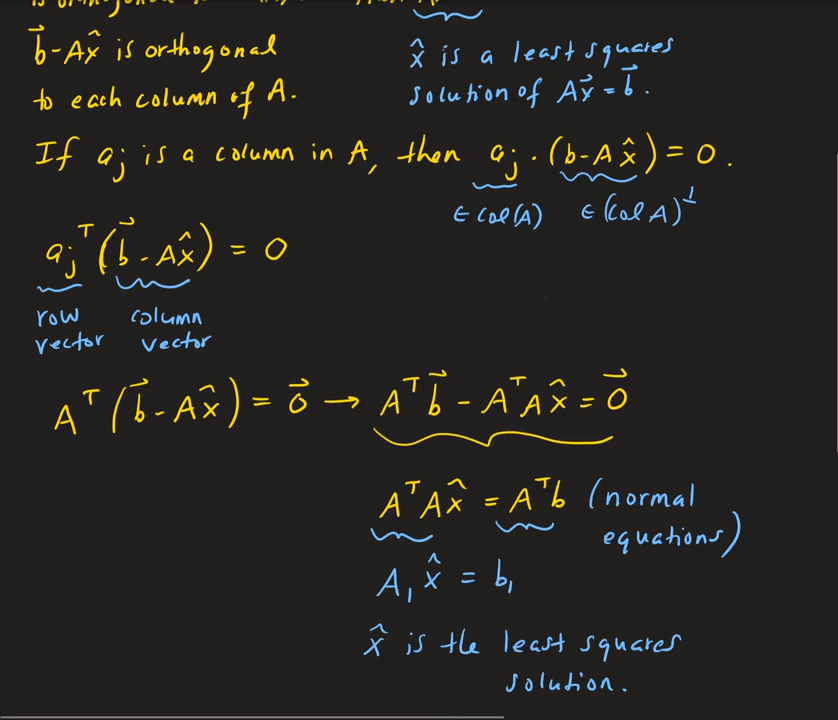 b⃗-Ax̂ is orthogonal
to each column of A.
x̂ is a least squares
solution of Ax⃗=b⃗.
If aj is a column in A, then aj·(b-Ax̂)=0.
∈ col(A) ∈(Col A)⊥
ajᵀ(b⃗-Ax̂) = 0
row column
vector vector
Aᵀ(b⃗-Ax̂)=0⃗ → Aᵀb⃗-AᵀAx̂=0⃗
AᵀAx̂ = Aᵀb (normal
equations)
A₁x̂ = b₁
x̂ is the least squares
solution.